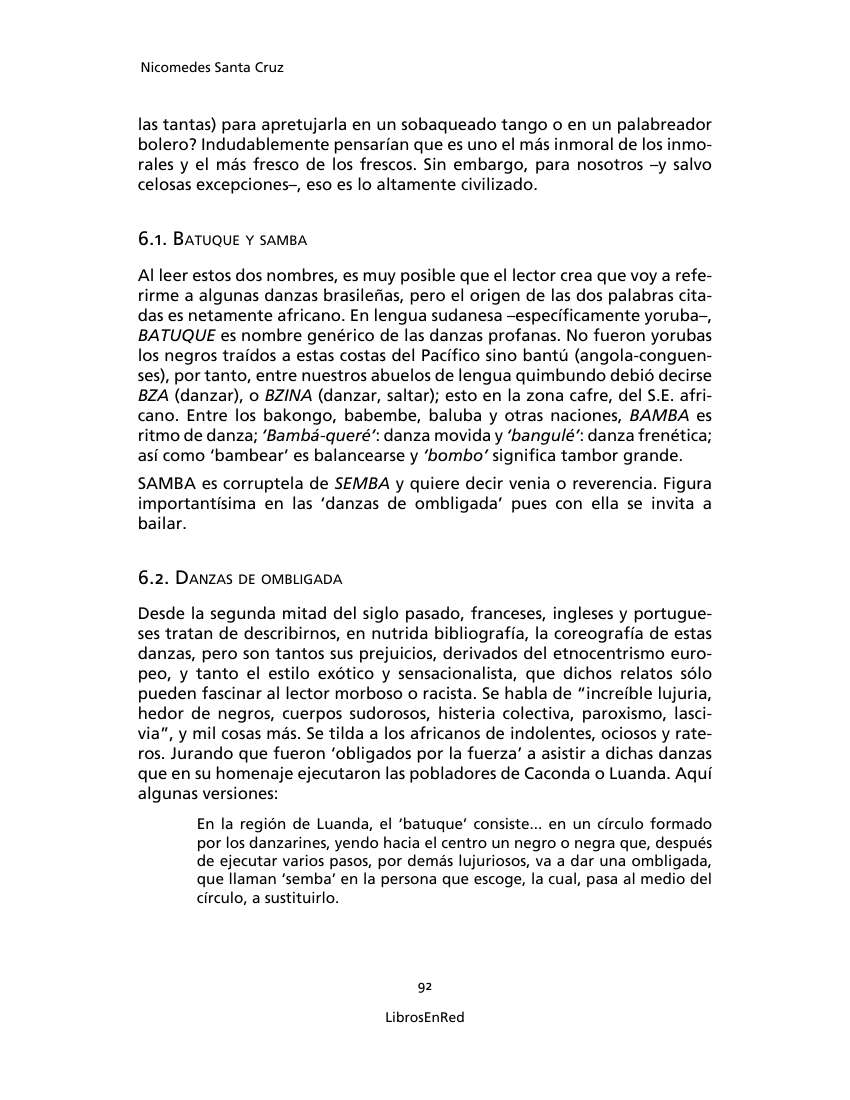 Nicomedes Santa Cruz
las tantas) para apretujarla en un sobaqueado tango o en un palabreador
bolero? Indudablemente pensarían que es uno el más inmoral de los inmo-
rales y el más fresco de los frescos. Sin embargo, para nosotros –y salvo
celosas excepciones–, eso es lo altamente civilizado.
6.1. Batuque y samba
Al leer estos dos nombres, es muy posible que el lector crea que voy a refe-
rirme a algunas danzas brasileñas, pero el origen de las dos palabras cita-
das es netamente africano. En lengua sudanesa –específicamente yoruba–,
BATUQUE es nombre genérico de las danzas profanas. No fueron yorubas
los negros traídos a estas costas del Pacífico sino bantú (angola-conguen-
ses), por tanto, entre nuestros abuelos de lengua quimbundo debió decirse
BZA (danzar), o BZINA (danzar, saltar); esto en la zona cafre, del S.E. afri-
cano. Entre los bakongo, babembe, baluba y otras naciones, BAMBA es
ritmo de danza; ‘Bambá-queré’: danza movida y ‘bangulé’: danza frenética;
así como ‘bambear’ es balancearse y ‘bombo’ significa tambor grande.
SAMBA es corruptela de SEMBA y quiere decir venia o reverencia. Figura
importantísima en las ‘danzas de ombligada’ pues con ella se invita a
bailar.
6.2. Danzas de ombligada
Desde la segunda mitad del siglo pasado, franceses, ingleses y portugue-
ses tratan de describirnos, en nutrida bibliografía, la coreografía de estas
danzas, pero son tantos sus prejuicios, derivados del etnocentrismo euro-
peo, y tanto el estilo exótico y sensacionalista, que dichos relatos sólo
pueden fascinar al lector morboso o racista. Se habla de “increíble lujuria,
hedor de negros, cuerpos sudorosos, histeria colectiva, paroxismo, lasci-
via”, y mil cosas más. Se tilda a los africanos de indolentes, ociosos y rate-
ros. Jurando que fueron ‘obligados por la fuerza’ a asistir a dichas danzas
que en su homenaje ejecutaron las pobladores de Caconda o Luanda. Aquí
algunas versiones:
En la región de Luanda, el ‘batuque‘ consiste... en un círculo formado
por los danzarines, yendo hacia el centro un negro o negra que, después
de ejecutar varios pasos, por demás lujuriosos, va a dar una ombligada,
que llaman ‘semba’ en la persona que escoge, la cual, pasa al medio del
círculo, a sustituirlo.
92
LibrosEnRed